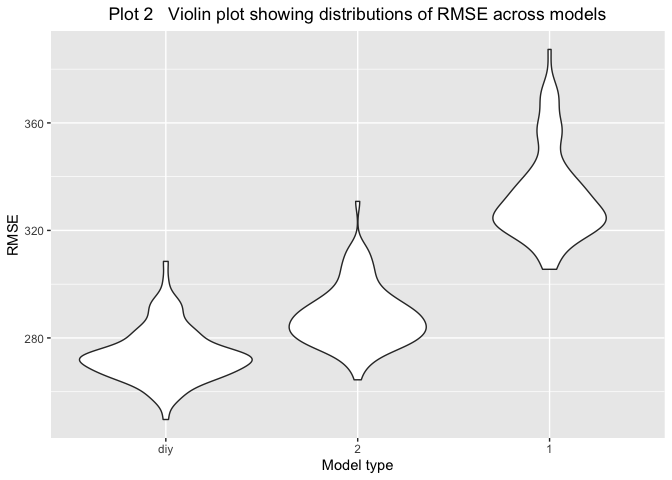 Plot 2   Violin plot showing distributions of RMSE across models
360
320
280
RMSE
diy
2
1
Model type